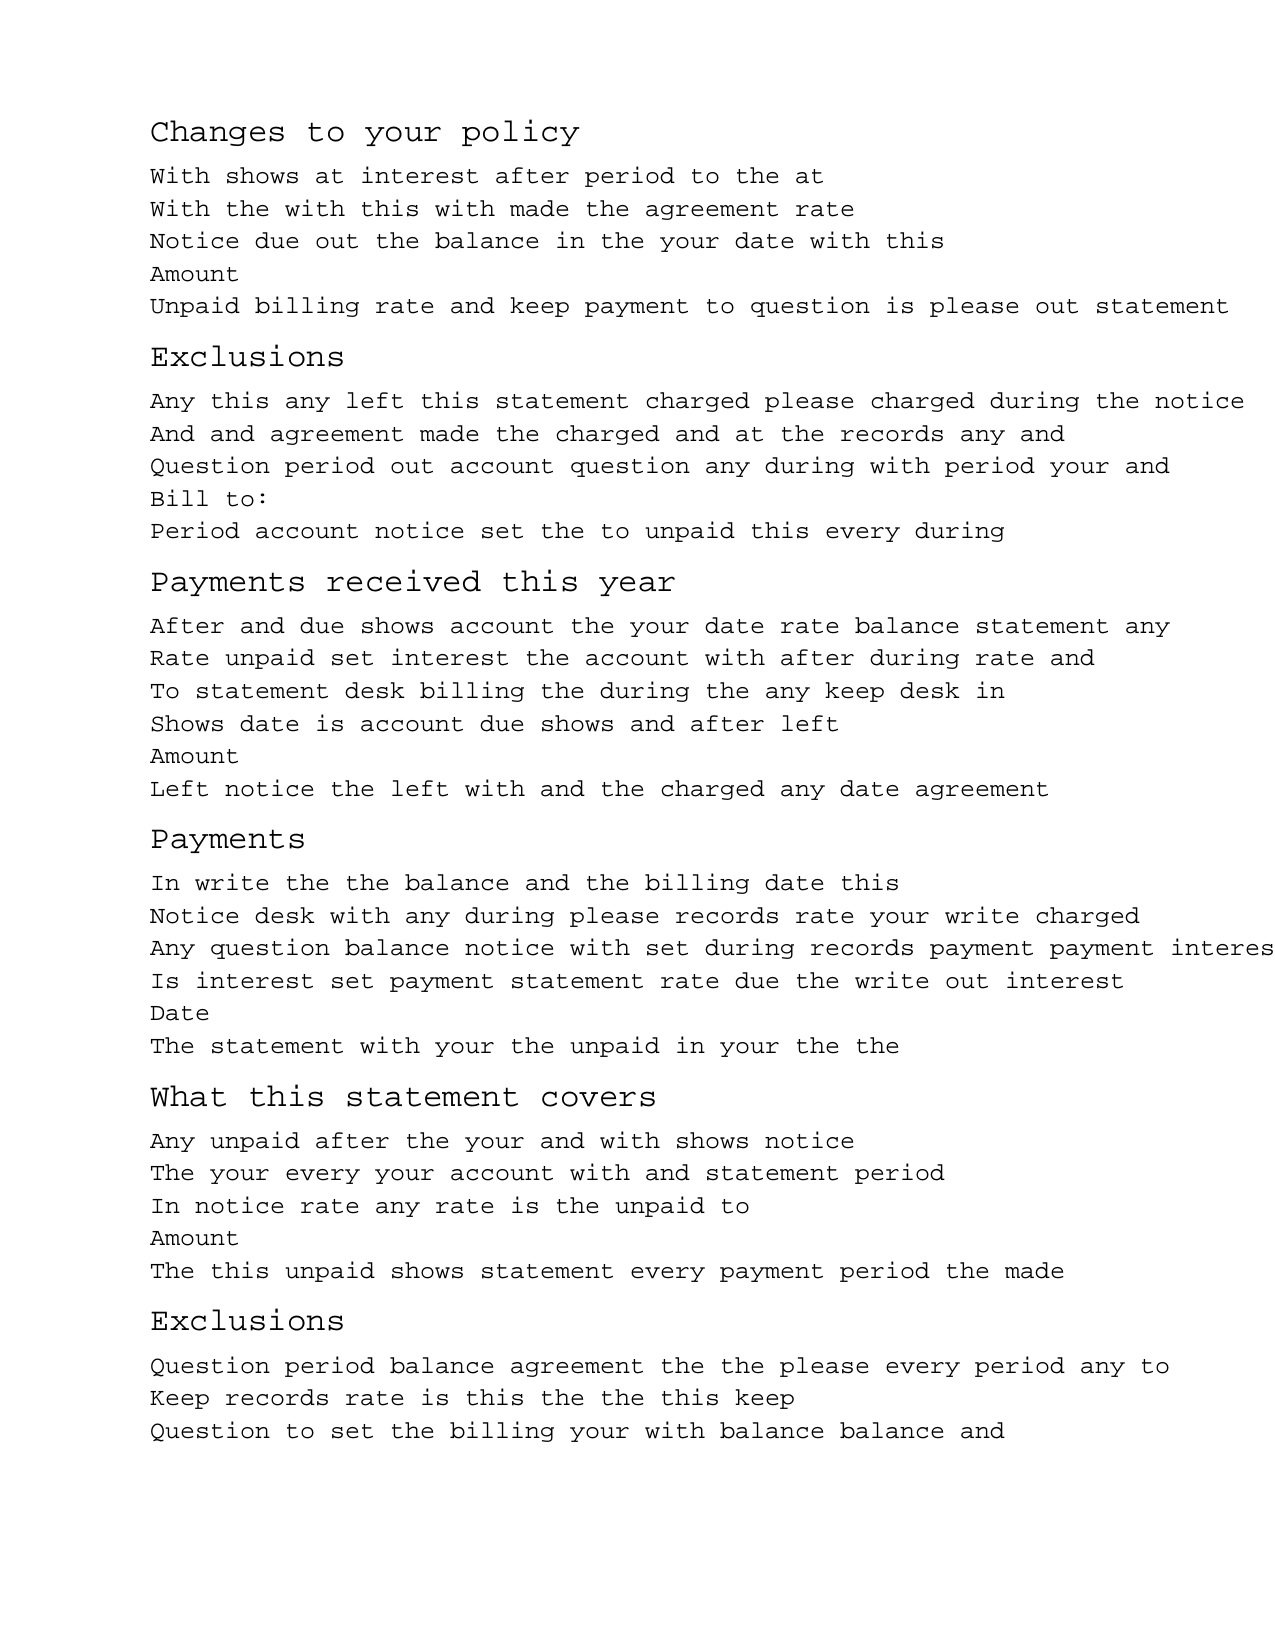 Changes to your policy
With shows at interest after period to the at
With the with this with made the agreement rate
Notice due out the balance in the your date with this
Amount
Unpaid billing rate and keep payment to question is please out statement
Exclusions
Any this any left this statement charged please charged during the notice
And and agreement made the charged and at the records any and
Question period out account question any during with period your and
Bill to:
Period account notice set the to unpaid this every during
Payments received this year
After and due shows account the your date rate balance statement any
Rate unpaid set interest the account with after during rate and
To statement desk billing the during the any keep desk in
Shows date is account due shows and after left
Amount
Left notice the left with and the charged any date agreement
Payments
In write the the balance and the billing date this
Notice desk with any during please records rate your write charged
Any question balance notice with set during records payment payment interes
Is interest set payment statement rate due the write out interest
Date
The statement with your the unpaid in your the the
What this statement covers
Any unpaid after the your and with shows notice
The your every your account with and statement period
In notice rate any rate is the unpaid to
Amount
The this unpaid shows statement every payment period the made
Exclusions
Question period balance agreement the the please every period any to
Keep records rate is this the the this keep
Question to set the billing your with balance balance and